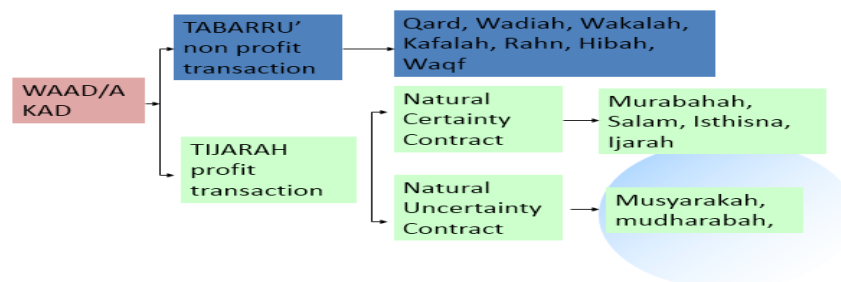 TABARRU’
non profit
transaction
Qard, Wadiah, Wakalah,
Kafalah, Rahn, Hibah,
Waqf
WAAD/A
KAD
TIJARAH
profit
transaction
Natural
Certainty
Contract
Murabahah,
Salam, Isthisna,
Ijarah
Natural
Uncertainty
Contract
Musyarakah,
mudharabah,